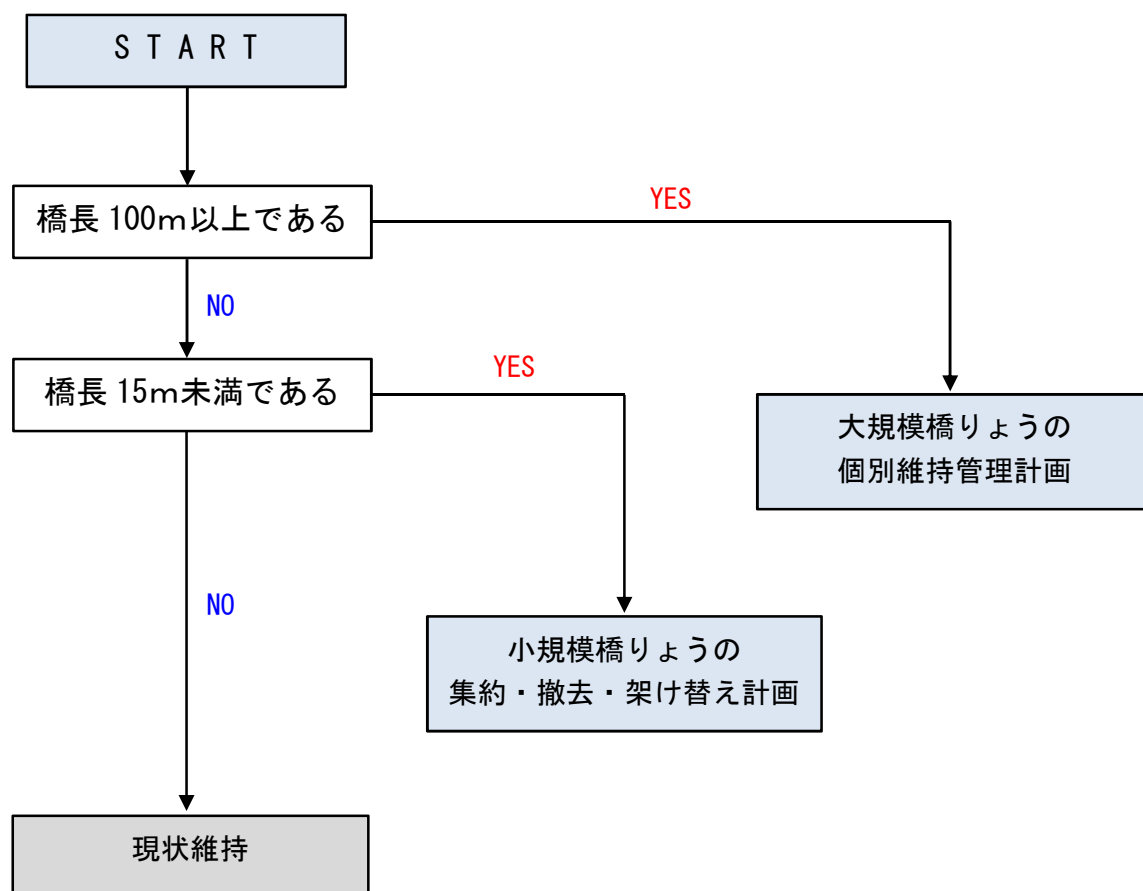 START
橋長100m以上である
YES
NO
橋長15m未満である
YES
大規模橋りょうの
個別維持管理計画
NO
小規模橋りょうの
集約・撤去・架け替え計画
現状維持